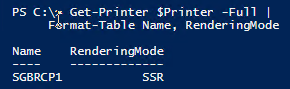 PS C:\> Get-Printer $Printer -Full |
Format-Table Name, RenderingMode
Name RenderingMode
---- -------------
SGBRCP1 SSR